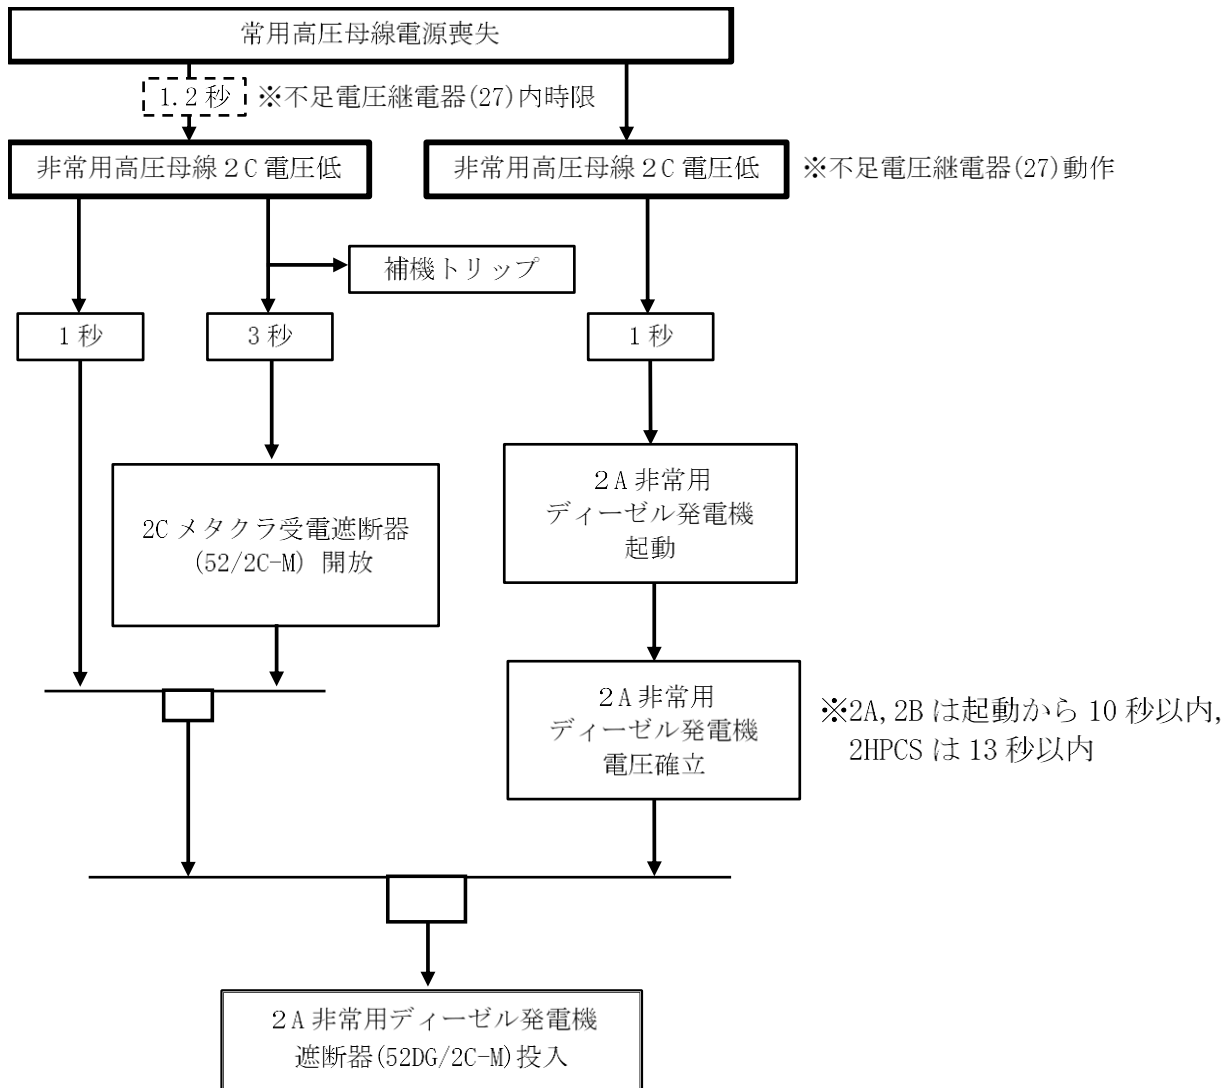 常用高圧母線電源喪失
1.2秒 ※不足電圧継電器(27)内時限
非常用高圧母線2C電圧低
非常用高圧母線2C電圧低
※不足電圧継電器(27)動作
補機トリップ
1秒
3秒
1秒
2Cメタクラ受電遮断器
(52/2C-M) 開放
2A非常用
ディーゼル発電機
起動
2A非常用
ディーゼル発電機
電圧確立
※2A,2Bは起動から10秒以内,
2HPCSは13秒以内
2A非常用ディーゼル発電機
遮断器(52DG/2C-M)投入